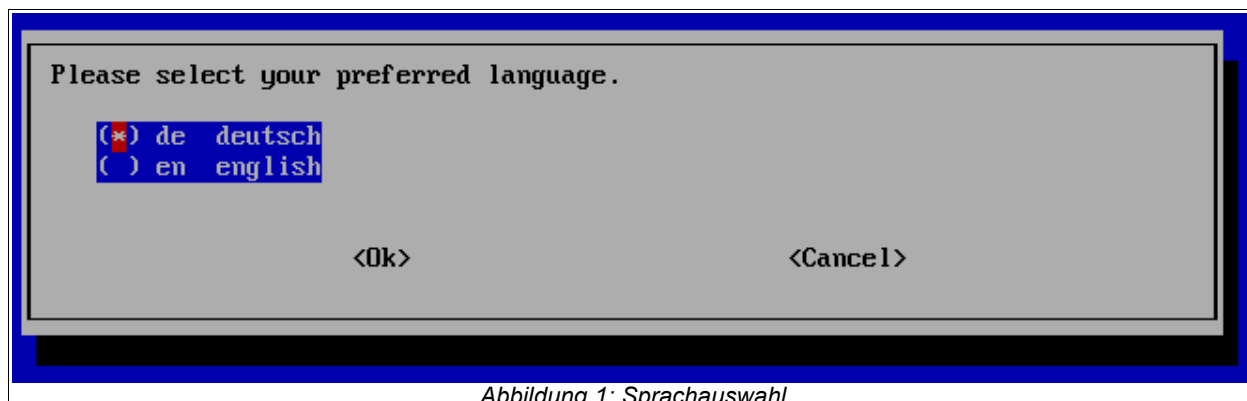 Please select your preferred language.
(*) de deutsch
( ) en english
<Ok> <Cancel>
Abbildung 1: Sprachauswahl